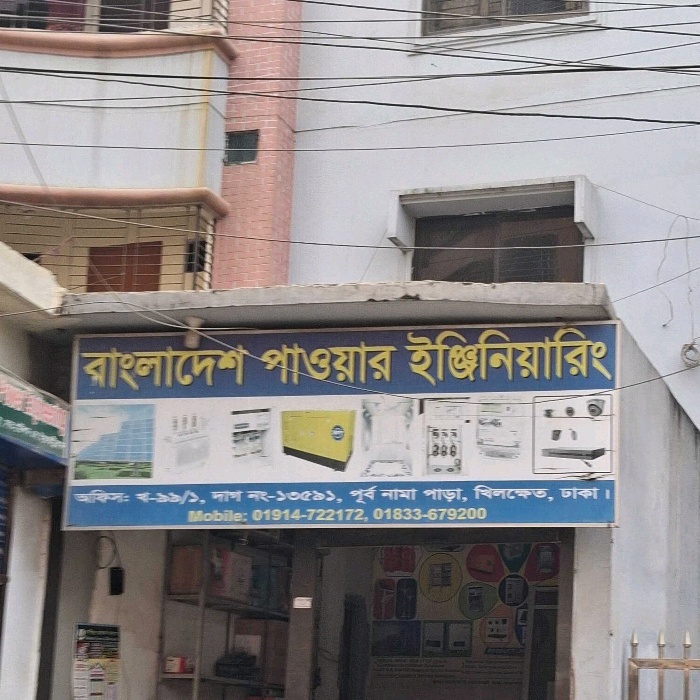 বাংলাদেশ পাওয়ার ইঞ্জিনিয়ারিং
অফিস: খ-৯৯/১, দাগ নং-১৩৫৯১, পূর্ব নামা পাড়া, খিলক্ষেত, ঢাকা।
Mobile: 01914-722172, 01833-679200